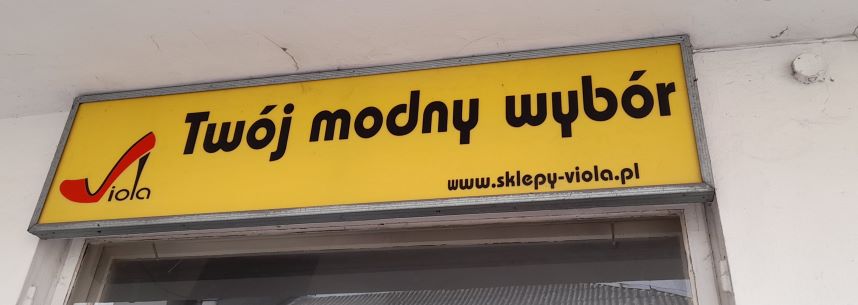 Twój modny wybór
Viola
www.sklepy-viola.pl